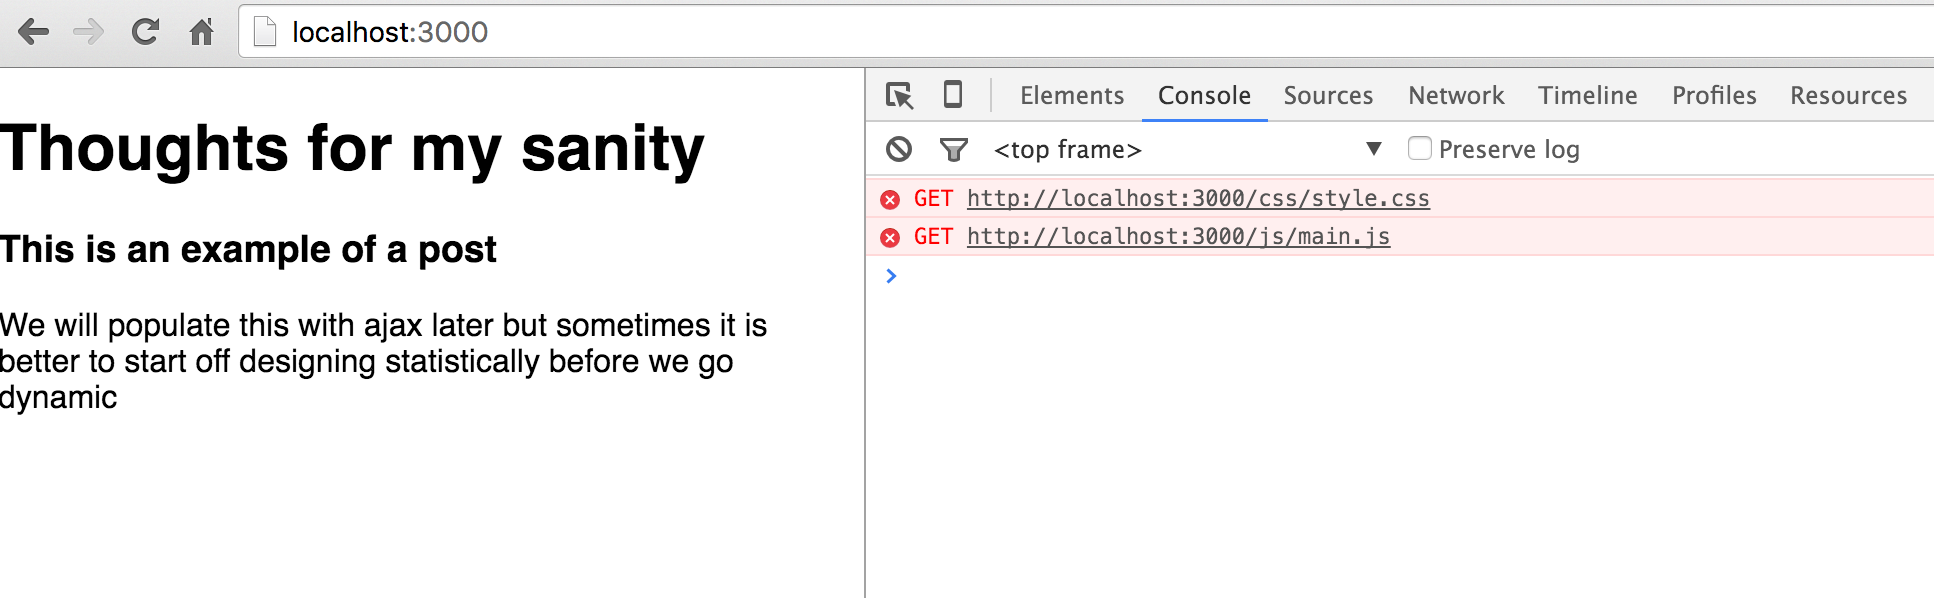 localhost:3000
Thoughts for my sanity
This is an example of a post
We will populate this with ajax later but sometimes it is
better to start off designing statistically before we go
dynamic
Elements Console Sources Network Timeline Profiles Resources
<top frame> ▼ Preserve log
GET http://localhost:3000/css/style.css
GET http://localhost:3000/js/main.js
>